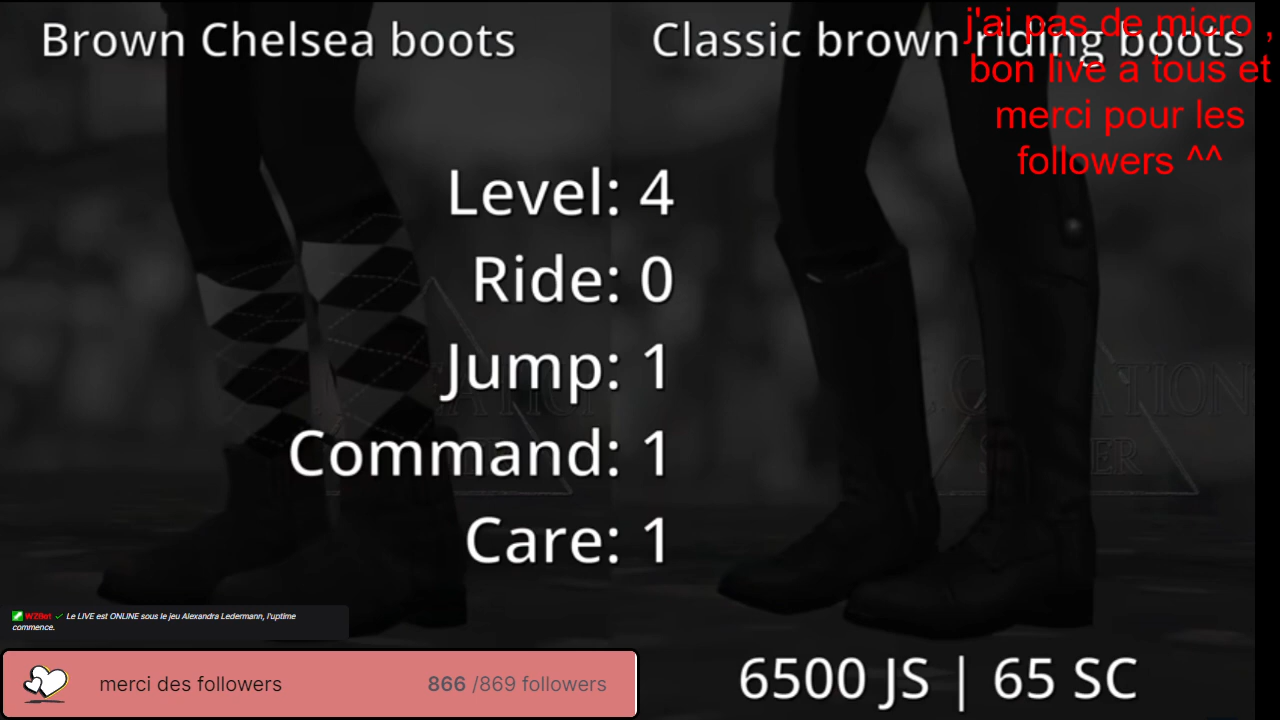 Brown Chelsea boots
Classic brown riding boots
j'ai pas de micro ,
bon live a tous et
merci pour les
followers ^^
Level: 4
Ride: 0
Jump: 1
Command: 1
Care: 1
WZBot ✓ Le LIVE est ONLINE sous le jeu Alexandra Ledermann, l'uptime
commence.
merci des followers
866 /869 followers
6500 JS | 65 SC